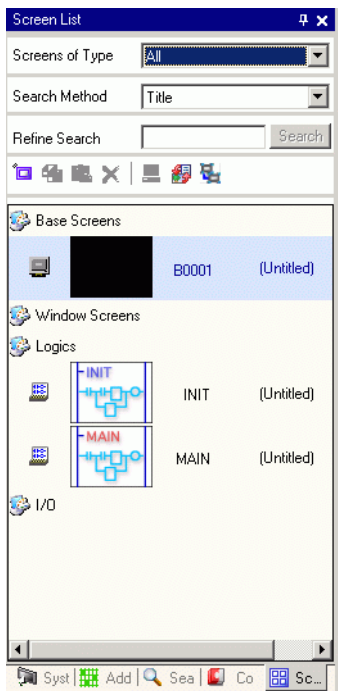 Screen List
Screens of Type All
Search Method Title
Refine Search Search
Base Screens
B0001 (Untitled)
Window Screens
Logics
INIT INIT (Untitled)
MAIN MAIN (Untitled)
I/O
Syst Add Sea Co Sc...